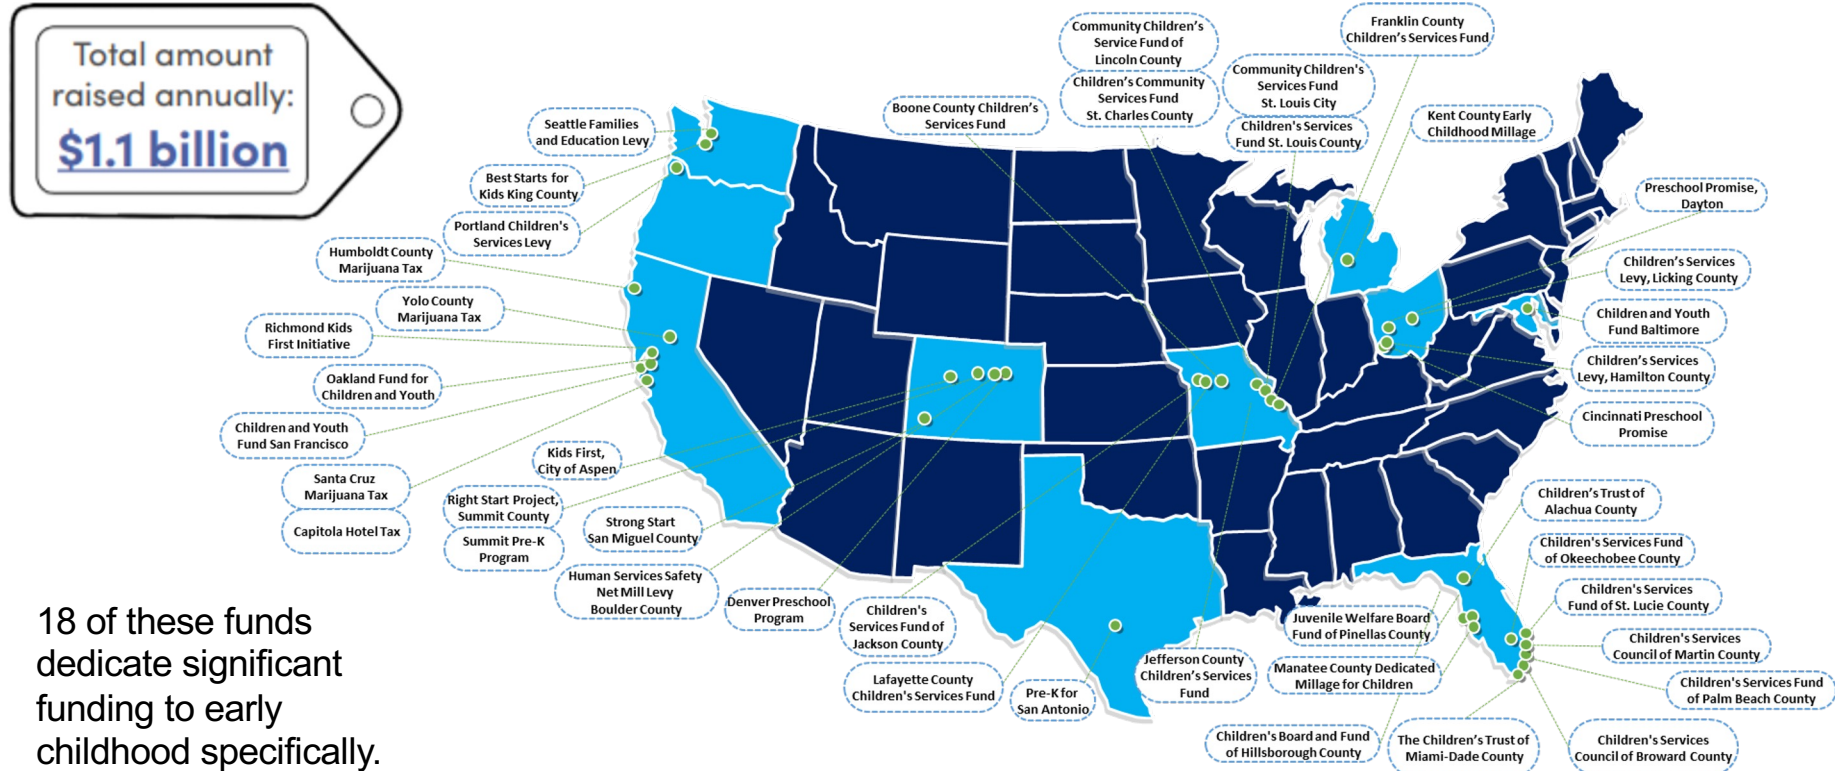 Total amount
raised annually:
$1.1 billion
Seattle Families
and Education Levy
Best Starts for
Kids King County
Portland Children's
Services Levy
Humboldt County
Marijuana Tax
Yolo County
Marijuana Tax
Richmond Kids
First Initiative
Oakland Fund for
Children and Youth
Children and Youth
Fund San Francisco
Santa Cruz
Marijuana Tax
Capitola Hotel Tax
Kids First,
City of Aspen
Right Start Project,
Summit County
Summit Pre-K
Program
Strong Start
San Miguel County
Human Services Safety
Net Mill Levy
Boulder County
Denver Preschool
Program
Children's
Services Fund of
Jackson County
Lafayette County
Children's Services Fund
Pre-K for
San Antonio
Jefferson County
Children's Services
Fund
Boone County Children's
Services Fund
Community Children's
Service Fund of
Lincoln County
Children's Community
Services Fund
St. Charles County
Community Children's
Services Fund
St. Louis City
Children's Services
Fund St. Louis County
Franklin County
Children's Services Fund
Kent County Early
Childhood Millage
Preschool Promise,
Dayton
Children's Services
Levy, Licking County
Children and Youth
Fund Baltimore
Children's Services
Levy, Hamilton County
Cincinnati Preschool
Promise
Children's Trust of
Alachua County
Children's Services Fund
of Okeechobee County
Children's Services
Fund of St. Lucie County
Children's Services
Council of Martin County
Children's Services Fund
of Palm Beach County
Children's Services
Council of Broward County
The Children's Trust of
Miami-Dade County
Children's Board and Fund
of Hillsborough County
Manatee County Dedicated
Millage for Children
Juvenile Welfare Board
Fund of Pinellas County
18 of these funds
dedicate significant
funding to early
childhood specifically.